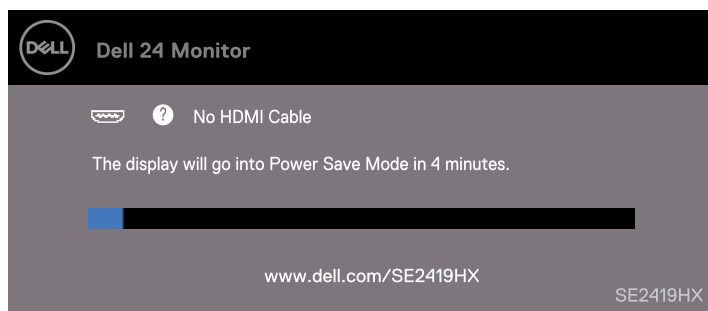 DELL
Dell 24 Monitor
? No HDMI Cable
The display will go into Power Save Mode in 4 minutes.
www.dell.com/SE2419HX
SE2419HX